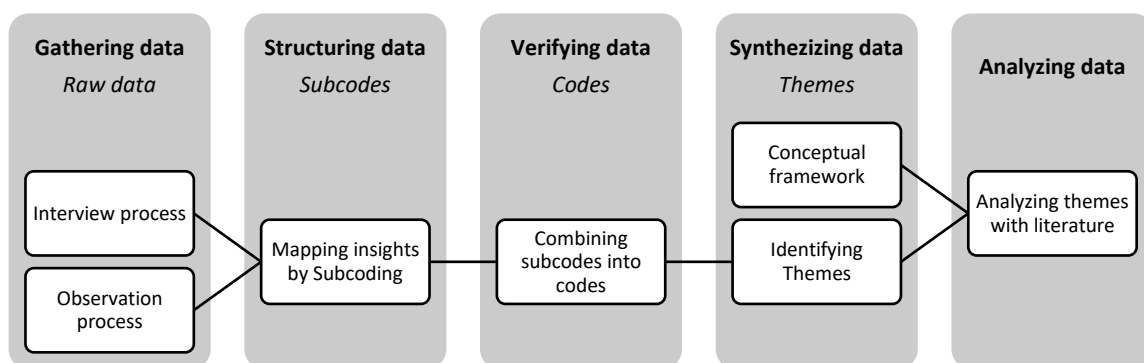 Gathering data
Raw data
Interview process
Observation
process
Structuring data
Subcodes
Mapping insights
by Subcoding
Verifying data
Codes
Combining
subcodes into
codes
Synthezizing data
Themes
Conceptual
framework
Identifying
Themes
Analyzing data
Analyzing themes
with literature